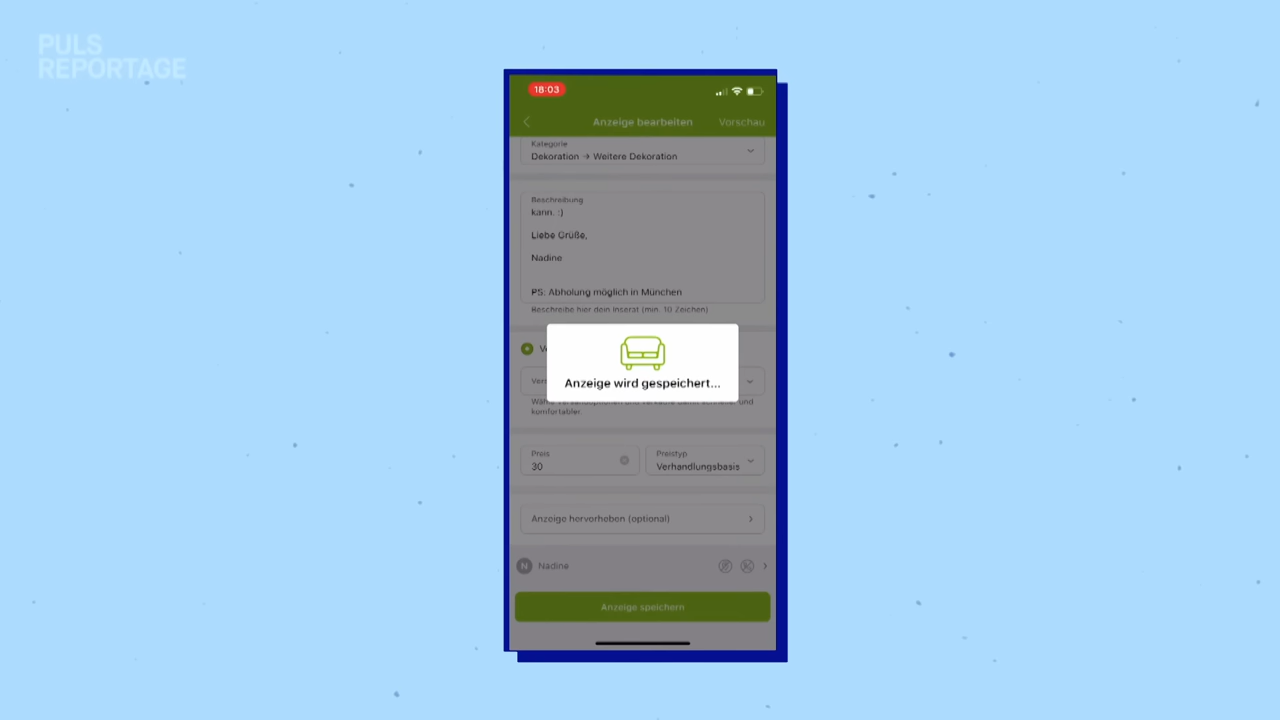 PULS
REPORTAGE
18:03
Anzeige bearbeiten
Vorschau
Kategorie
Dekoration → Weitere Dekoration
Beschreibung
kann. :)
Liebe Grüße,
Nadine
PS: Abholung möglich in München
Beschreibe hier dein Inserat (min. 10 Zeichen)
Anzeige wird gespeichert...
und
komfortabler.
Preis
30
Preistyp
Verhandlungsbasis
Anzeige hervorheben (optional)
N
Nadine
Anzeige speichern